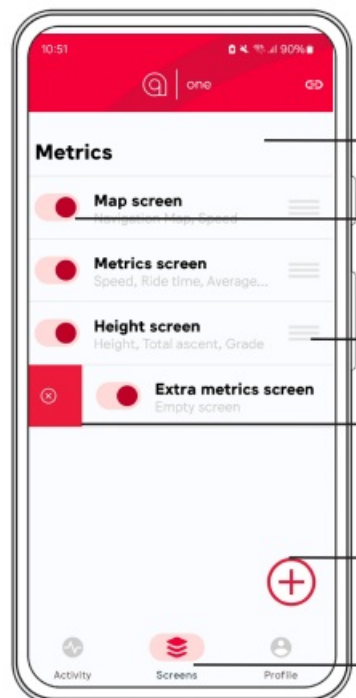 10:51
90%
one
Metrics
Map screen
Navigation Map, Speed
Metrics screen
Speed, Ride time, Average...
Height screen
Height, Total ascent, Grade
Extra metrics screen
Empty screen
Activity
Screens
Profile